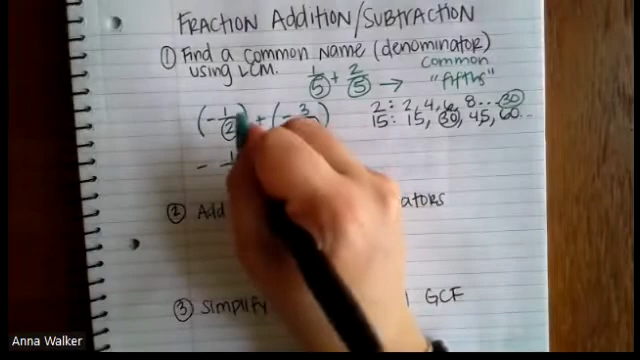 FRACTION ADDITION/SUBTRACTION
① Find a common name (denominator)
using LCM. 1/5 + 2/5 → common "fifths"
(-1/2) + (-3
2: 2, 4, 6, 8... 30
15: 15, 30, 45, 60..
- 1
② Add
③ Simplify GCF
Anna Walker